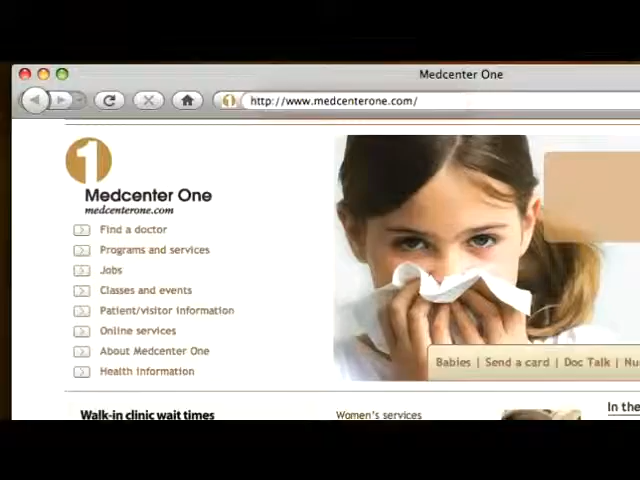 Medcenter One
http://www.medcenterone.com/
1
Medcenter One
medcenterone.com
Find a doctor
Programs and services
Jobs
Classes and events
Patient/visitor information
Online services
About Medcenter One
Health information
Babies | Send a card | Doc Talk | Nu
Walk-in clinic wait times
Women's services
In the